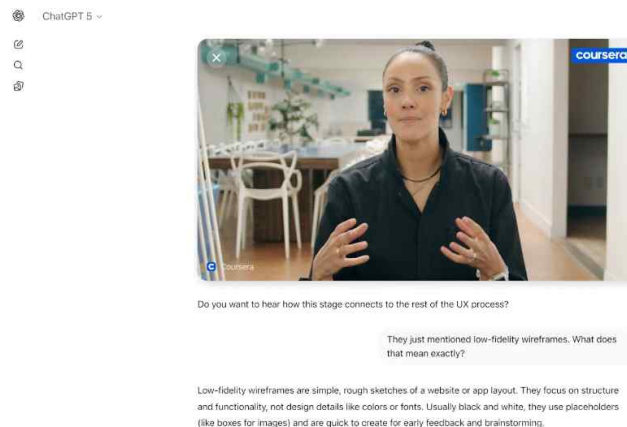 ChatGPT 5
coursera
Coursera
Do you want to hear how this stage connects to the rest of the UX process?
They just mentioned low-fidelity wireframes. What does
that mean exactly?
Low-fidelity wireframes are simple, rough sketches of a website or app layout. They focus on structure
and functionality, not design details like colors or fonts. Usually black and white, they use placeholders
(like boxes for images) and are quick to create for early feedback and brainstorming.